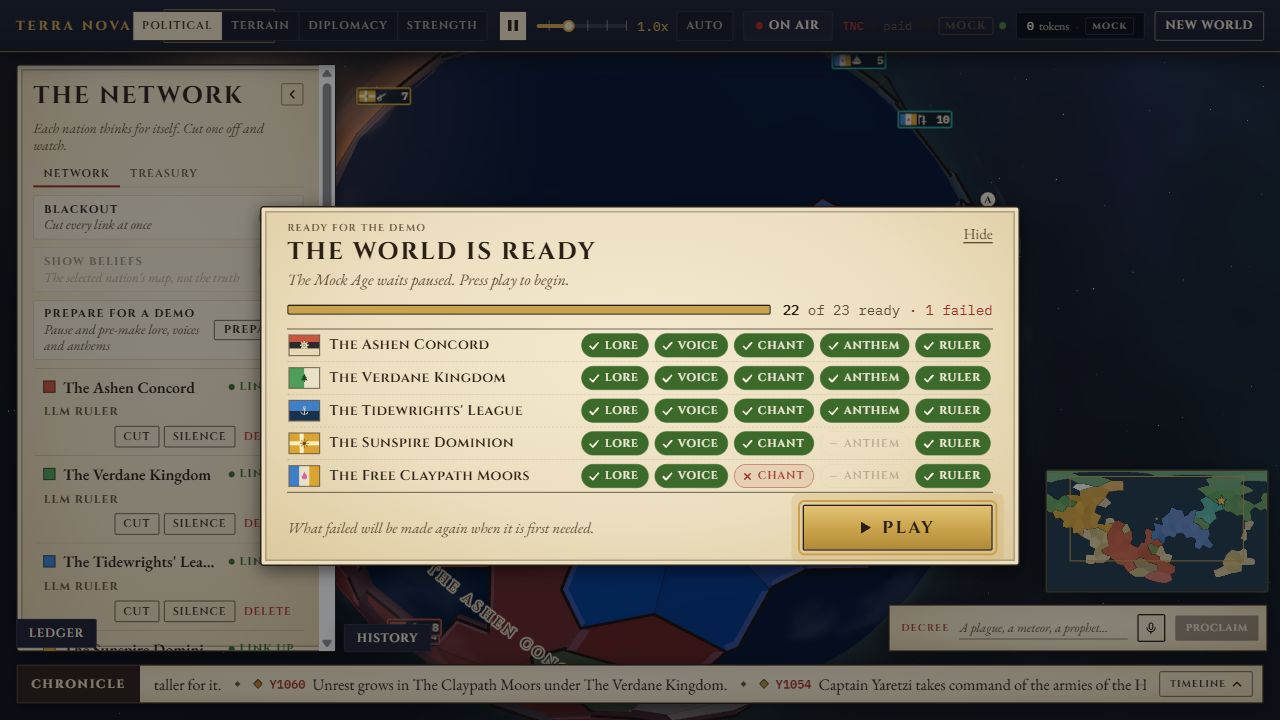 TERRA NOVA POLITICAL TERRAIN DIPLOMACY STRENGTH 1.0x AUTO ON AIR TNC paid MOCK 0 tokens · MOCK NEW WORLD
5
7
10
A
THE NETWORK
Each nation thinks for itself. Cut one off and
watch.
NETWORK TREASURY
BLACKOUT
Cut every link at once
SHOW BELIEFS
The selected nation's map, not the truth
PREPARE FOR A DEMO
Pause and pre-make lore, voices
and anthems
The Ashen Concord
LLM RULER
CUT SILENCE
The Verdane Kingdom
LLM RULER
CUT SILENCE
The Tidewrights' Lea...
LLM RULER
CUT SILENCE DELETE
LEDGER
READY FOR THE DEMO
THE WORLD IS READY
Hide
The Mock Age waits paused. Press play to begin.
22 of 23 ready · 1 failed
THE ASHEN CONCORD LORE VOICE CHANT ANTHEM RULER
THE VERDANE KINGDOM LORE VOICE CHANT ANTHEM RULER
THE TIDEWRIGHTS' LEAGUE LORE VOICE CHANT ANTHEM RULER
THE SUNSPIRE DOMINION LORE VOICE CHANT – ANTHEM RULER
THE FREE CLAYPATH MOORS LORE VOICE CHANT – ANTHEM RULER
What failed will be made again when it is first needed.
PLAY
THE ASHEN CON
8
HISTORY
DECREE A plague, a meteor, a prophet... PROCLAIM
CHRONICLE taller for it. Y1060 Unrest grows in The Claypath Moors under The Verdane Kingdom. Y1054 Captain Yaretzi takes command of the armies of the H TIMELINE